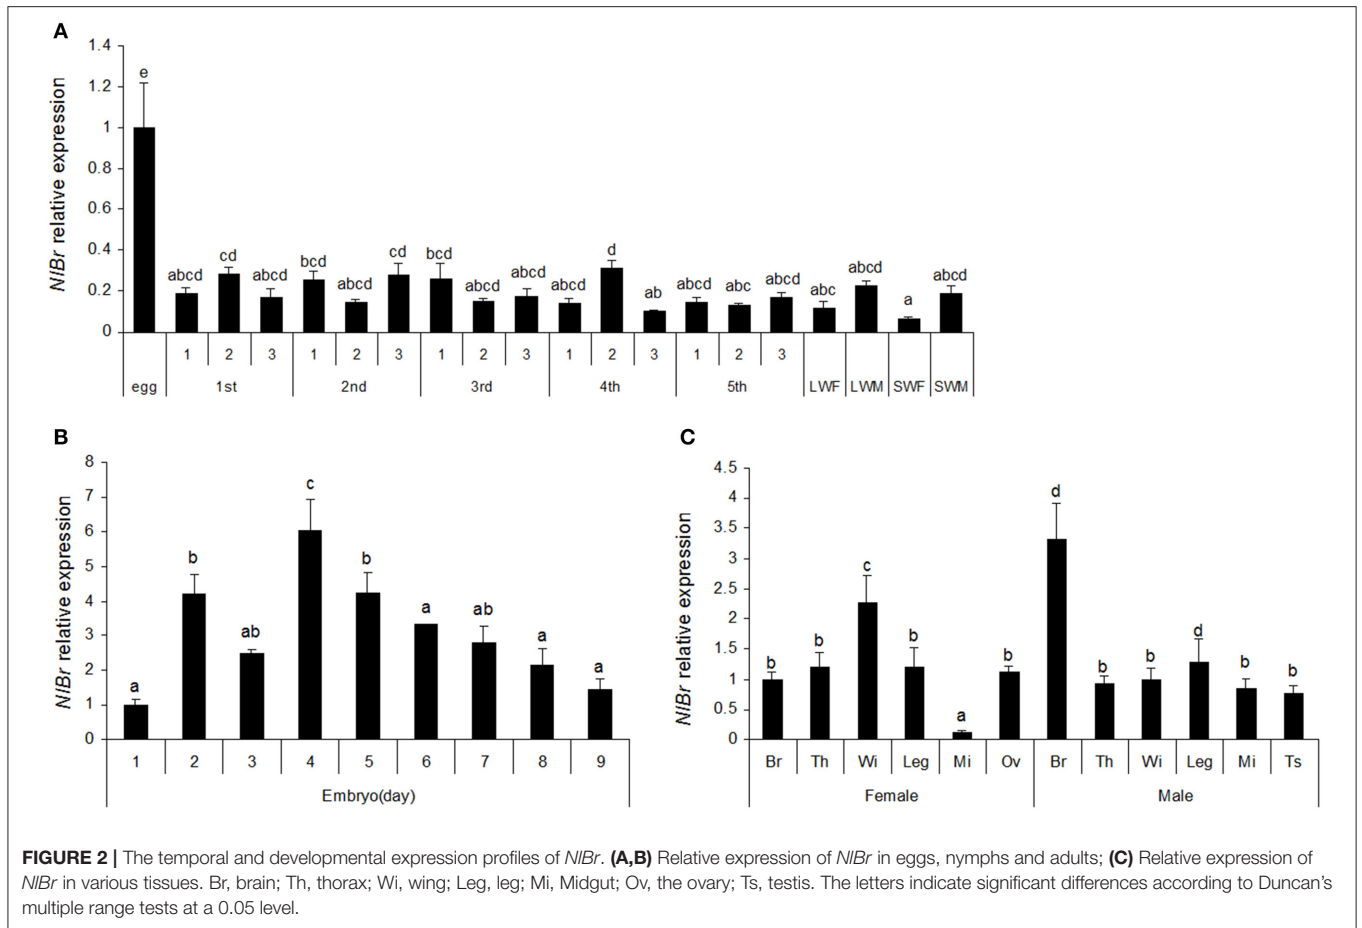 A
NlBr relative expression
1.4
1.2
1
0.8
0.6
0.4
0.2
0
e
abcd
cd
abcd
bcd
abcd
cd
bcd
abcd
abcd
abcd
d
ab
abcd
abc
abcd
abc
abcd
a
abcd
1 2 3 1 2 3 1 2 3 1 2 3 1 2 3
egg 1st 2nd 3rd 4th 5th LWF LWM SWF SWM
B
NlBr relative expression
8
7
6
5
4
3
2
1
0
a
b
ab
c
b
a
ab
a
a
1 2 3 4 5 6 7 8 9
Embryo(day)
C
NlBr relative expression
4.5
4
3.5
3
2.5
2
1.5
1
0.5
0
b
b
c
b
a
b
d
b
b
d
b
b
Br Th Wi Leg Mi Ov Br Th Wi Leg Mi Ts
Female Male
FIGURE 2 | The temporal and developmental expression profiles of NlBr. (A,B) Relative expression of NlBr in eggs, nymphs and adults; (C) Relative expression of
NlBr in various tissues. Br, brain; Th, thorax; Wi, wing; Leg, leg; Mi, Midgut; Ov, the ovary; Ts, testis. The letters indicate significant differences according to Duncan's
multiple range tests at a 0.05 level.